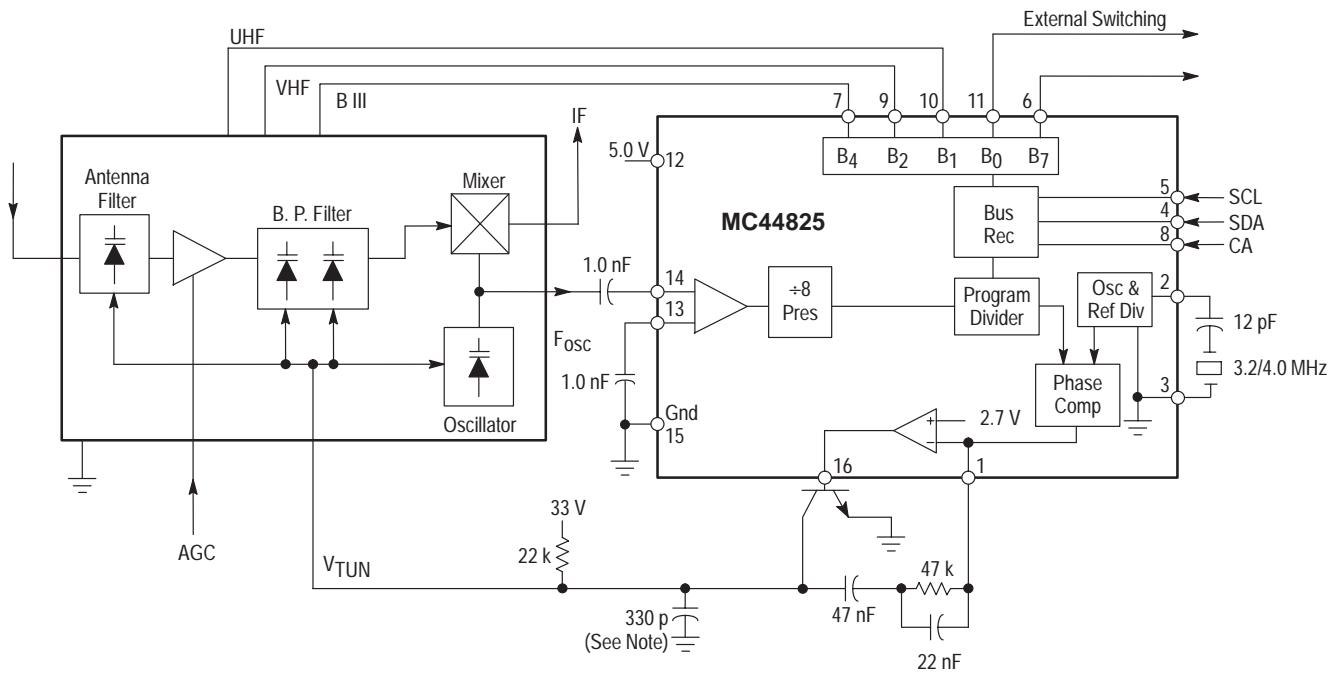 External Switching
UHF
VHF
B III
7
9
10
11
6
IF
5.0 V
12
B4
B2
B1
B0
B7
Antenna
Filter
B. P. Filter
Mixer
MC44825
Bus
Rec
5
SCL
4
SDA
8
CA
1.0 nF
14
13
÷8
Pres
Program
Divider
Osc &
Ref Div
2
12 pF
3.2/4.0 MHz
3
Fosc
1.0 nF
Phase
Comp
Gnd
15
Oscillator
+
–
2.7 V
16
1
AGC
33 V
22 k
VTUN
47 k
47 nF
330 p
(See Note)
22 nF